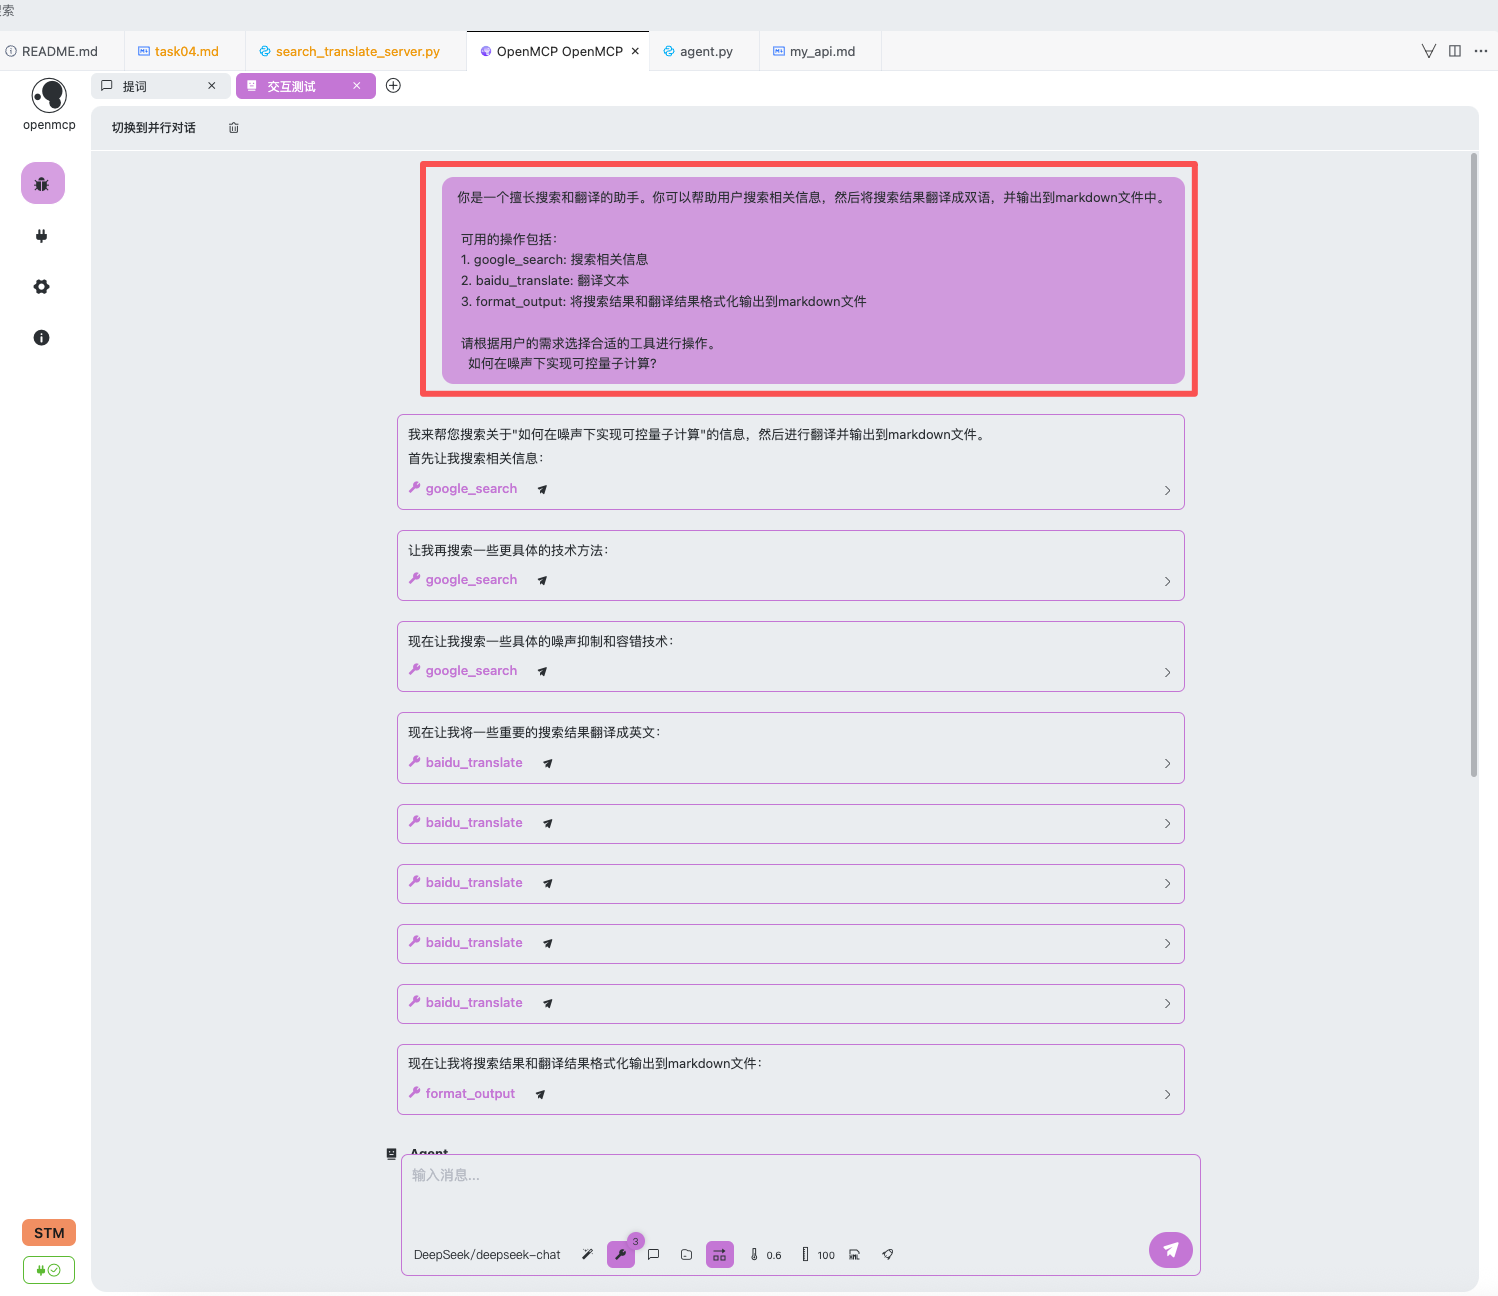 搜索
README.md
task04.md
search_translate_server.py
OpenMCP OpenMCP
agent.py
my_api.md
openmcp
提词
交互测试
切换到并行对话
你是一个擅长搜索和翻译的助手。你可以帮助用户搜索相关信息，然后将搜索结果翻译成双语，并输出到markdown文件中。
可用的操作包括：
1. google_search: 搜索相关信息
2. baidu_translate: 翻译文本
3. format_output: 将搜索结果和翻译结果格式化输出到markdown文件
请根据用户的需求选择合适的工具进行操作。
如何在噪声下实现可控量子计算?
我来帮您搜索关于"如何在噪声下实现可控量子计算"的信息，然后进行翻译并输出到markdown文件。
首先让我搜索相关信息：
google_search
让我再搜索一些更具体的技术方法：
google_search
现在让我搜索一些具体的噪声抑制和容错技术：
google_search
现在让我将一些重要的搜索结果翻译成英文：
baidu_translate
baidu_translate
baidu_translate
baidu_translate
baidu_translate
现在让我将搜索结果和翻译结果格式化输出到markdown文件：
format_output
Agent
输入消息...
DeepSeek/deepseek-chat
3
0.6
100
STM